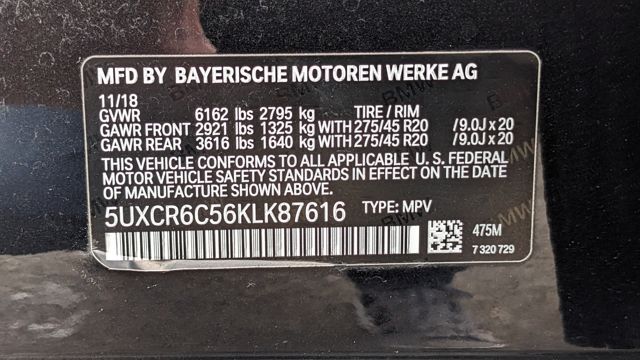 MFD BY BAYERISCHE MOTOREN WERKE AG
11/18
GVWR 6162 lbs 2795 kg TIRE / RIM
GAWR FRONT 2921 lbs 1325 kg WITH 275/45 R20 /9.0J x 20
GAWR REAR 3616 lbs 1640 kg WITH 275/45 R20 /9.0J x 20
THIS VEHICLE CONFORMS TO ALL APPLICABLE U.S. FEDERAL
MOTOR VEHICLE SAFETY STANDARDS IN EFFECT ON THE
DATE OF MANUFACTURE SHOWN ABOVE.
5UXCR6C56KLK87616 TYPE: MPV
475M
7 320 729